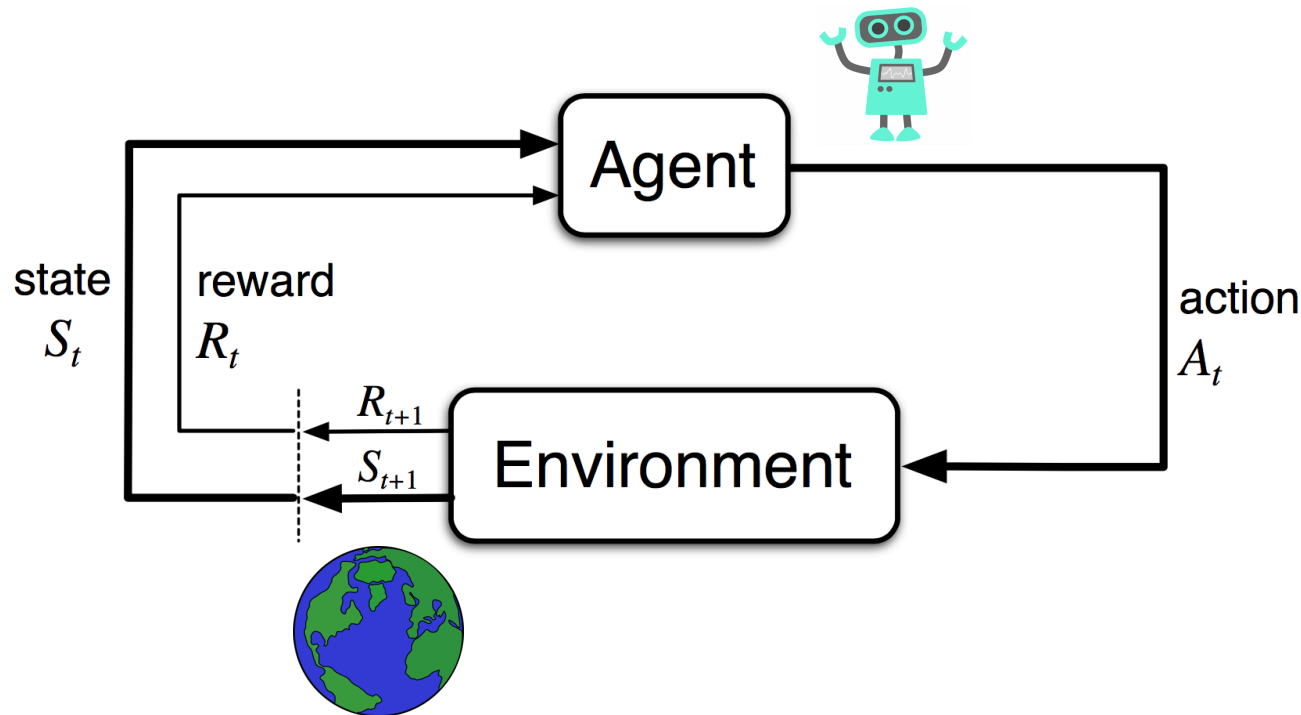 Agent
state
S_t
reward
R_t
action
A_t
R_{t+1}
S_{t+1}
Environment